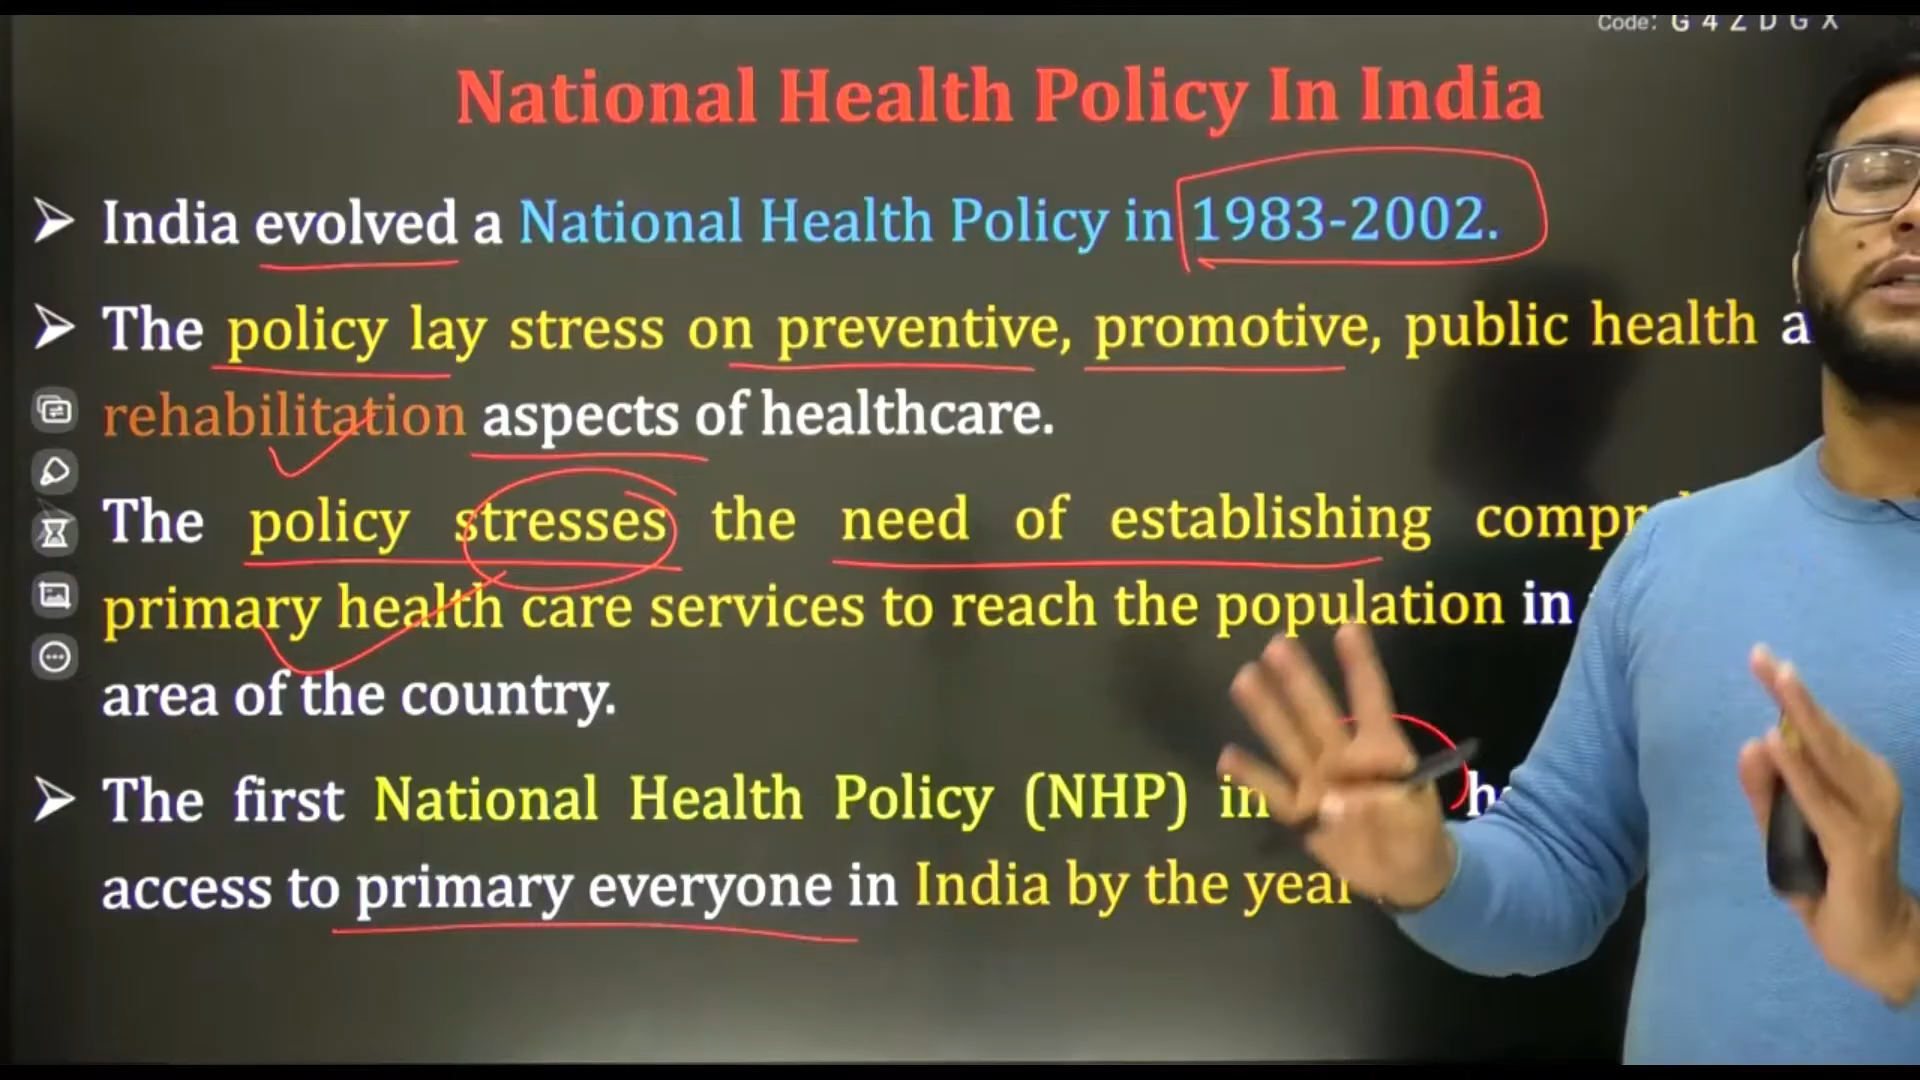 Code: G 4 Z D G X
National Health Policy In India
➤ India evolved a National Health Policy in 1983-2002.
➤ The policy lay stress on preventive, promotive, public health
rehabilitation aspects of healthcare.
The policy stresses the need of establishing
primary health care services to reach the population in
area of the country.
➤ The first National Health Policy (NHP) in
access to primary everyone in India by the year